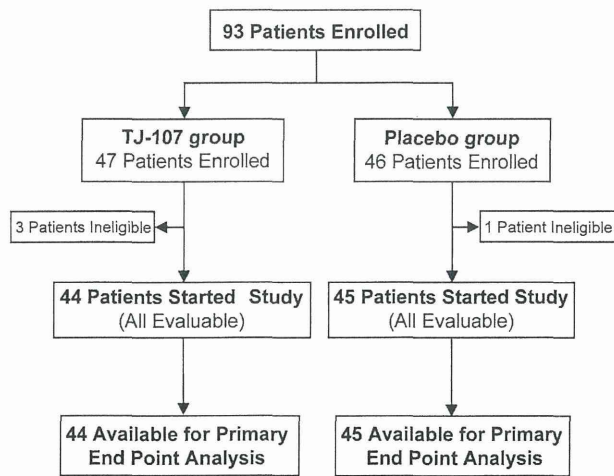 93 Patients Enrolled
TJ-107 group
47 Patients Enrolled
Placebo group
46 Patients Enrolled
3 Patients Ineligible
1 Patient Ineligible
44 Patients Started Study
(All Evaluable)
45 Patients Started Study
(All Evaluable)
44 Available for Primary
End Point Analysis
45 Available for Primary
End Point Analysis